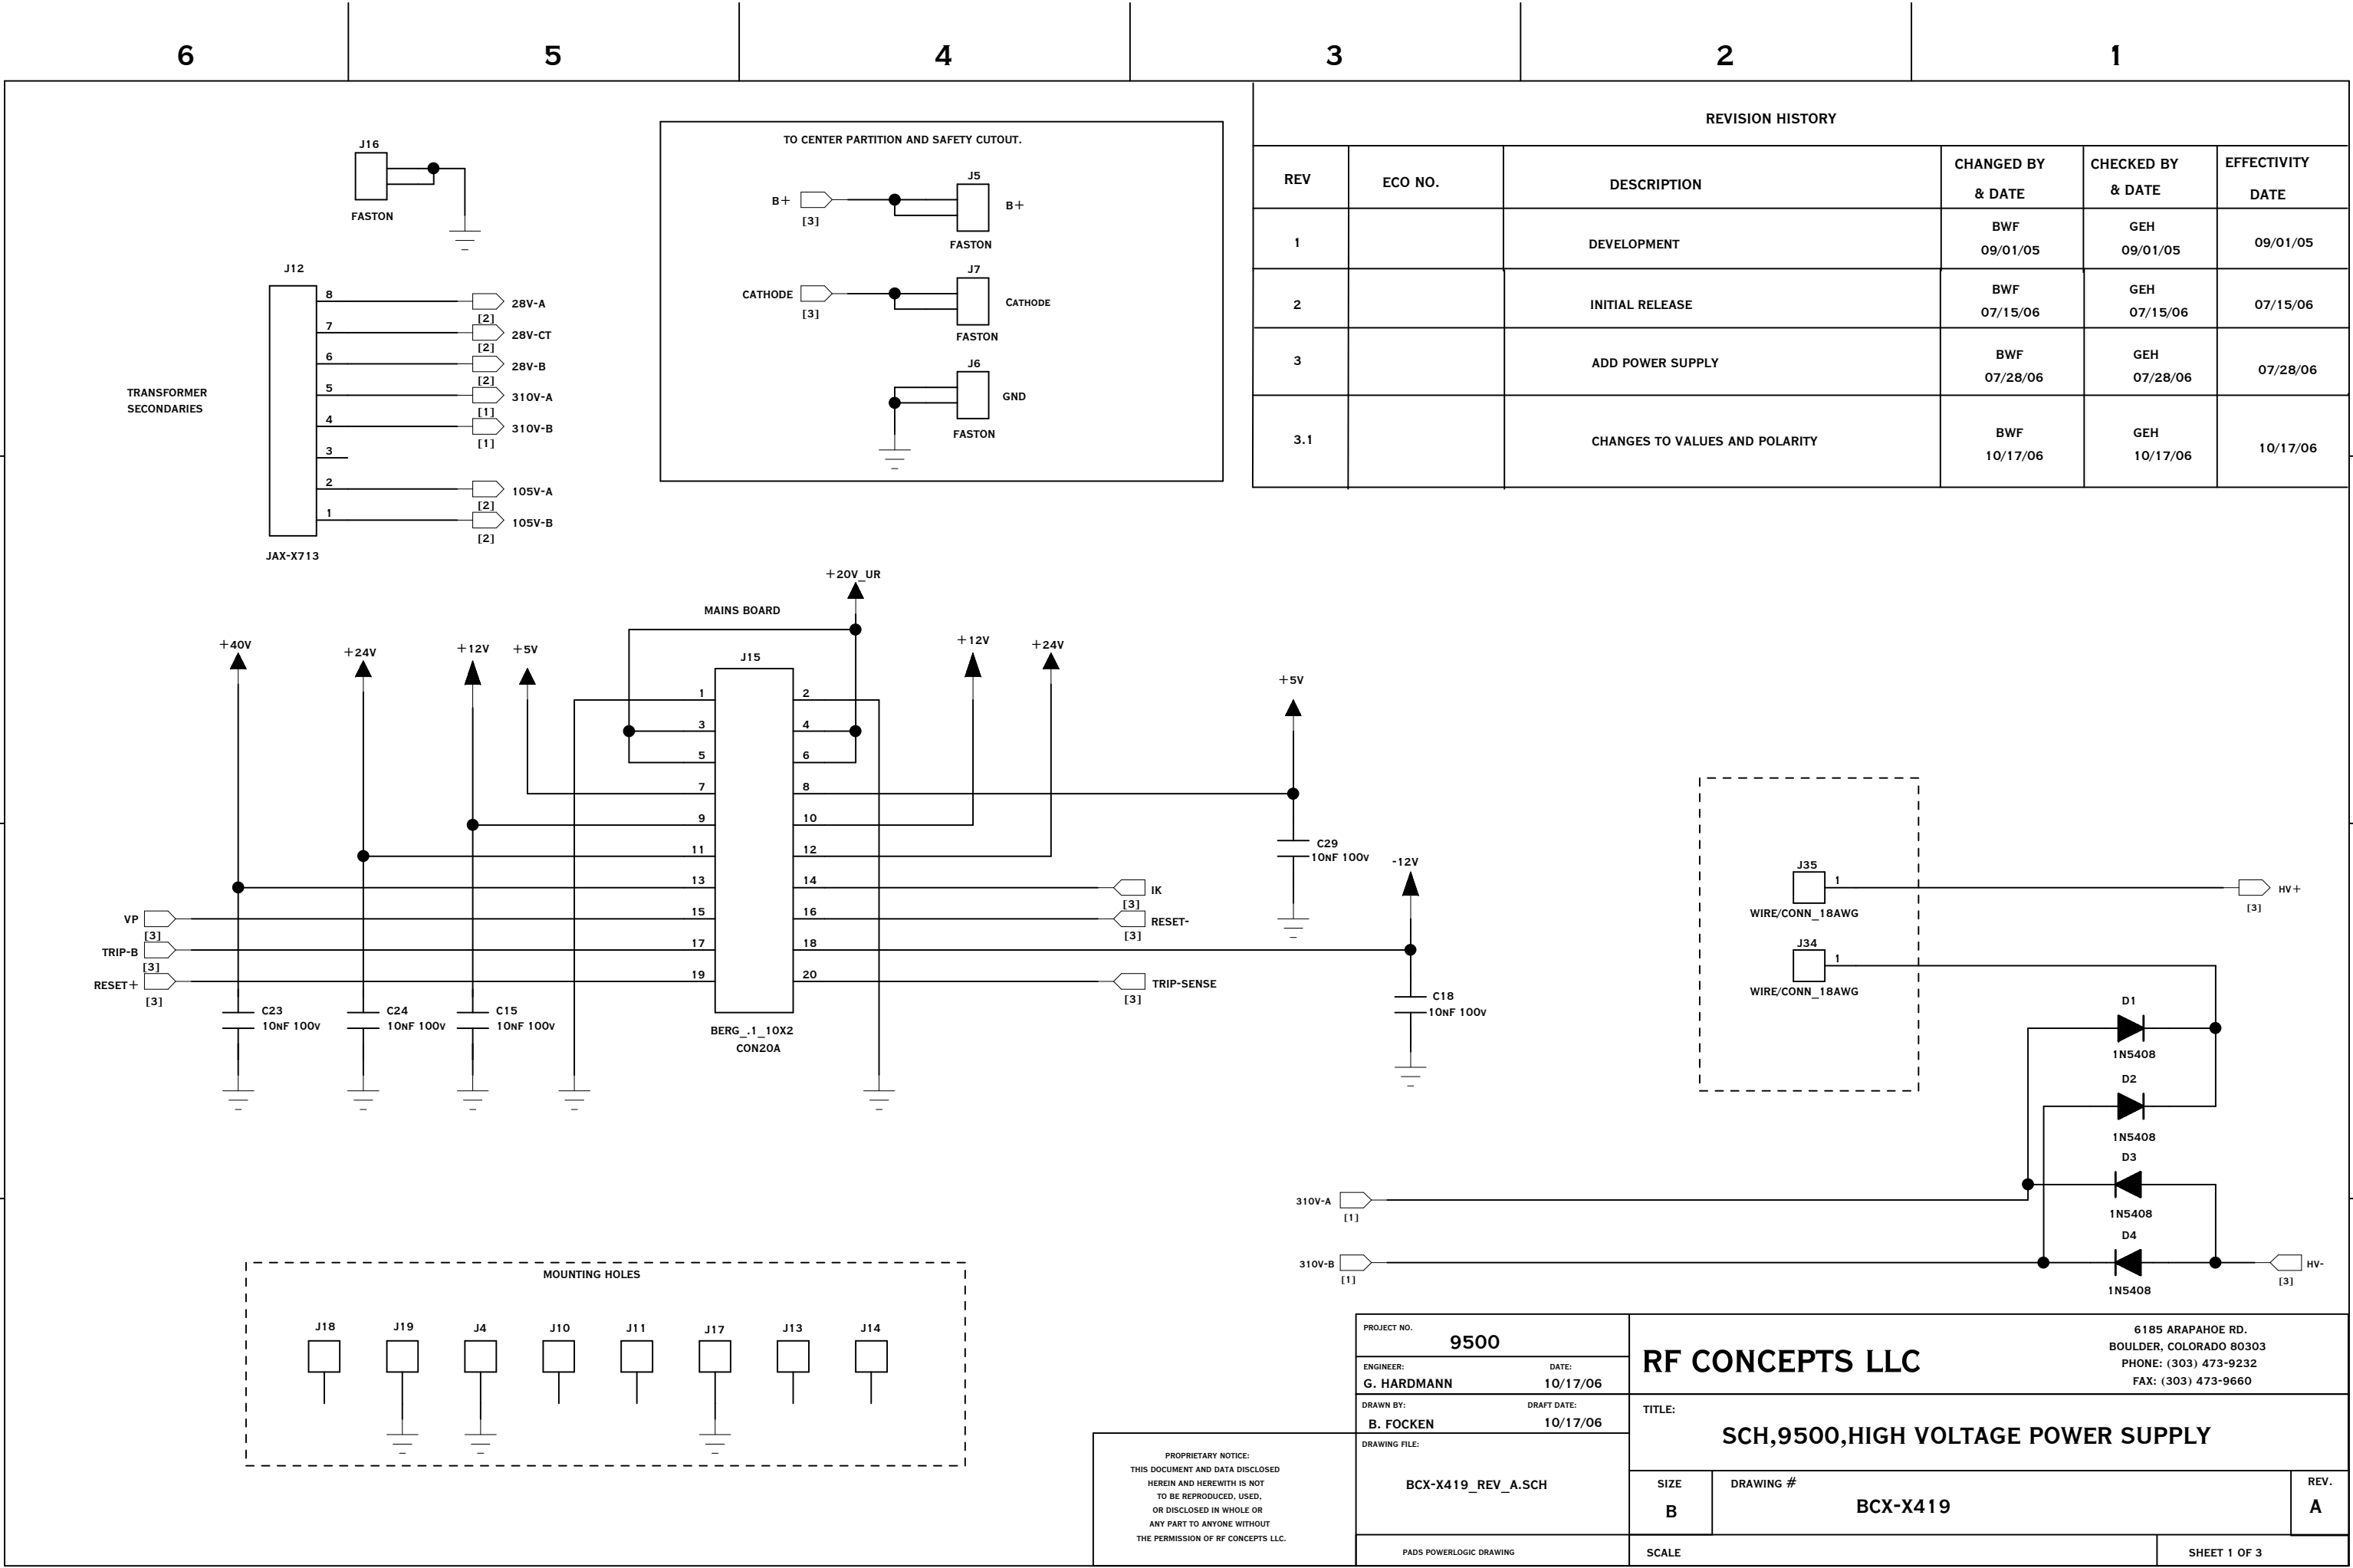 6 5 4 3 2 1
REVISION HISTORY
REV ECO NO. DESCRIPTION CHANGED BY & DATE CHECKED BY & DATE EFFECTIVITY DATE
1 DEVELOPMENT BWF 09/01/05 GEH 09/01/05 09/01/05
2 INITIAL RELEASE BWF 07/15/06 GEH 07/15/06 07/15/06
3 ADD POWER SUPPLY BWF 07/28/06 GEH 07/28/06 07/28/06
3.1 CHANGES TO VALUES AND POLARITY BWF 10/17/06 GEH 10/17/06 10/17/06
J16
FASTON
J12
8 28V-A
[2]
7 28V-CT
[2]
6 28V-B
[2]
5 310V-A
[1]
4 310V-B
[1]
3
2 105V-A
[2]
1 105V-B
[2]
TRANSFORMER
SECONDARIES
JAX-X713
TO CENTER PARTITION AND SAFETY CUTOUT.
J5
B+ B+
[3]
FASTON
J7
CATHODE CATHODE
[3]
FASTON
J6
GND
FASTON
+20V_UR
MAINS BOARD
+40V +24V +12V +5V J15 +12V +24V
1 2
3 4
5 6
7 8
9 10
11 12
13 14 IK
[3]
VP 15 16 RESET-
[3] [3]
TRIP-B 17 18
[3]
RESET+ 19 20 TRIP-SENSE
[3] [3]
C23
10NF 100V
C24
10NF 100V
C15
10NF 100V
BERG_.1_10X2
CON20A
+5V
C29
10NF 100V
-12V
C18
10NF 100V
J35
1 HV+
[3]
WIRE/CONN_18AWG
J34
1
WIRE/CONN_18AWG
D1
1N5408
D2
1N5408
D3
1N5408
D4
1N5408
310V-A
[1]
310V-B
[1]
HV-
[3]
MOUNTING HOLES
J18 J19 J4 J10 J11 J17 J13 J14
PROPRIETARY NOTICE:
THIS DOCUMENT AND DATA DISCLOSED
HEREIN AND HEREWITH IS NOT
TO BE REPRODUCED, USED,
OR DISCLOSED IN WHOLE OR
ANY PART TO ANYONE WITHOUT
THE PERMISSION OF RF CONCEPTS LLC.
PROJECT NO.
9500
ENGINEER: DATE:
G. HARDMANN 10/17/06
DRAWN BY: DRAFT DATE:
B. FOCKEN 10/17/06
DRAWING FILE:
BCX-X419_REV_A.SCH
PADS POWERLOGIC DRAWING
RF CONCEPTS LLC
6185 ARAPAHOE RD.
BOULDER, COLORADO 80303
PHONE: (303) 473-9232
FAX: (303) 473-9660
TITLE:
SCH,9500,HIGH VOLTAGE POWER SUPPLY
SIZE DRAWING # REV.
B BCX-X419 A
SCALE SHEET 1 OF 3